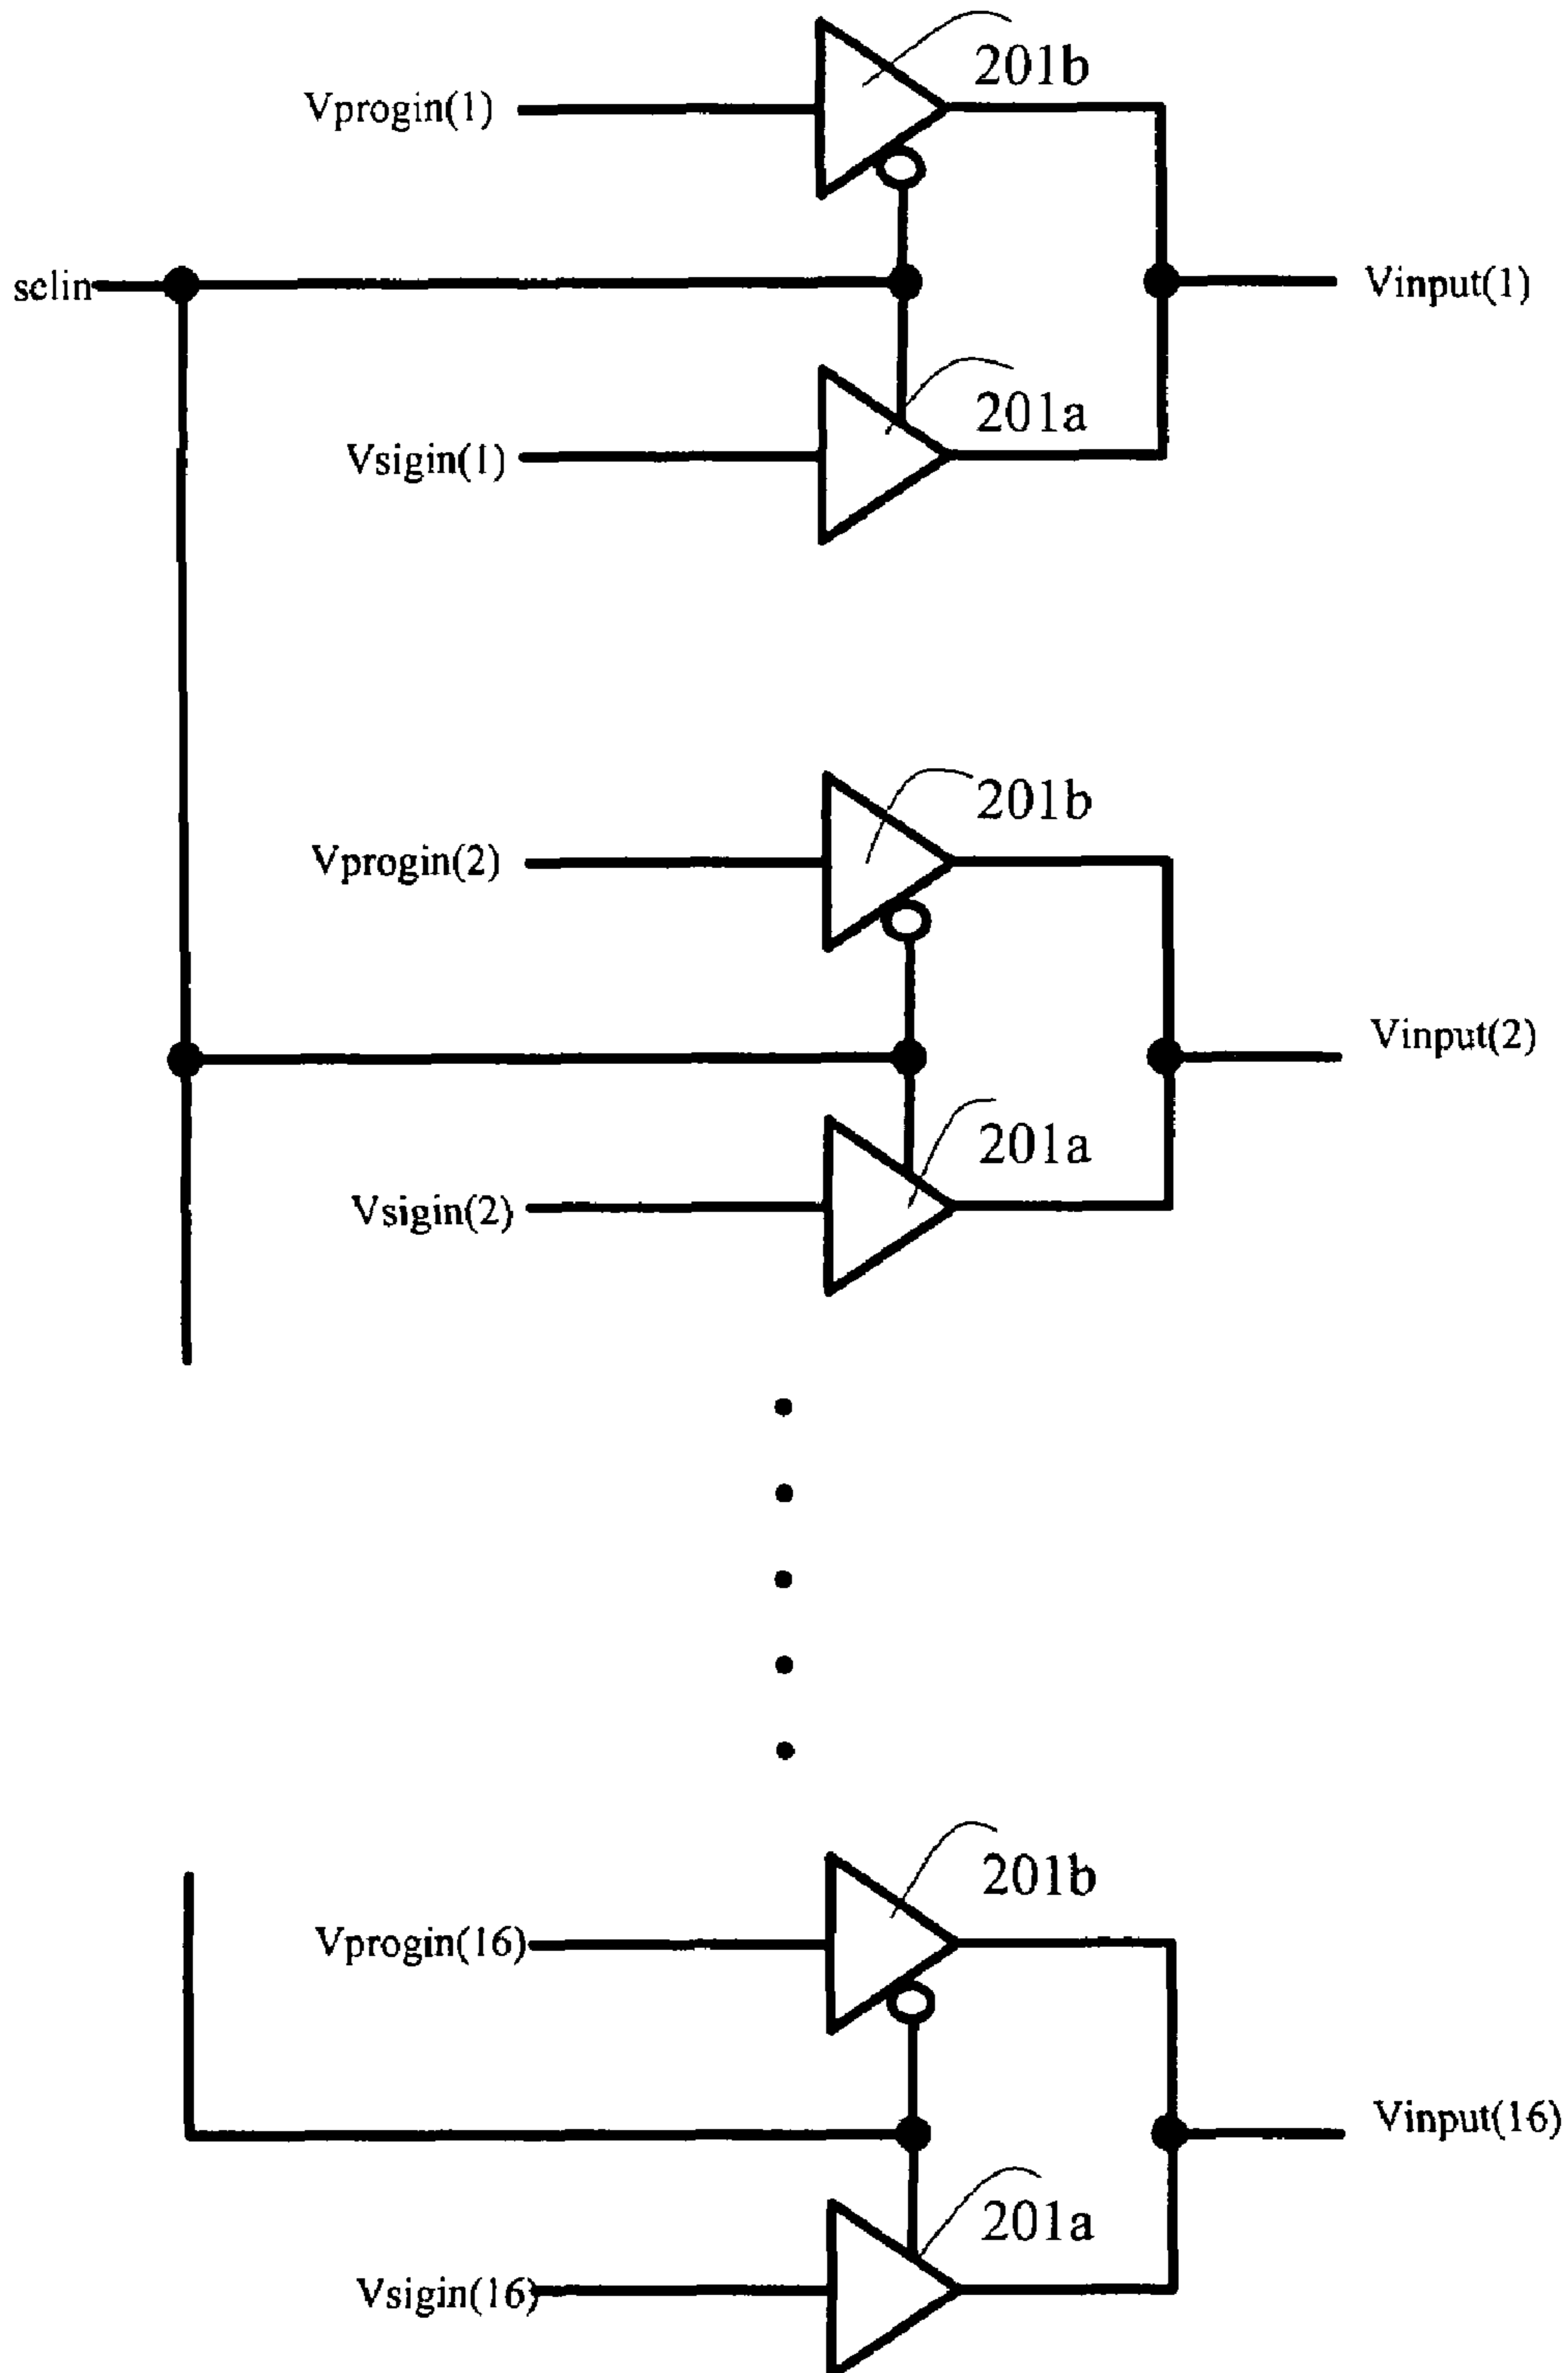 201b
Vprogin(1)
selin
Vinput(1)
201a
Vsigin(1)
201b
Vprogin(2)
Vinput(2)
201a
Vsigin(2)
201b
Vprogin(16)
Vinput(16)
201a
Vsigin(16)